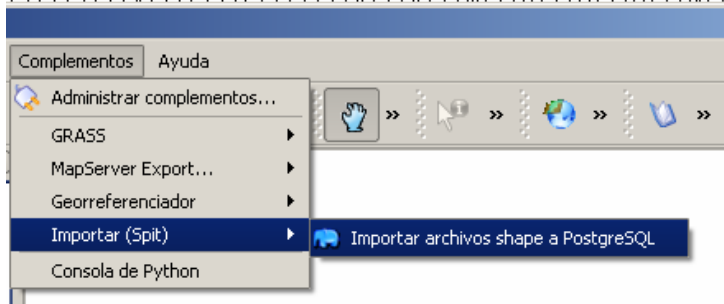 Complementos Ayuda
Administrar complementos...
GRASS
MapServer Export...
Georreferenciador
Importar (Spit)
Importar archivos shape a PostgreSQL
Consola de Python